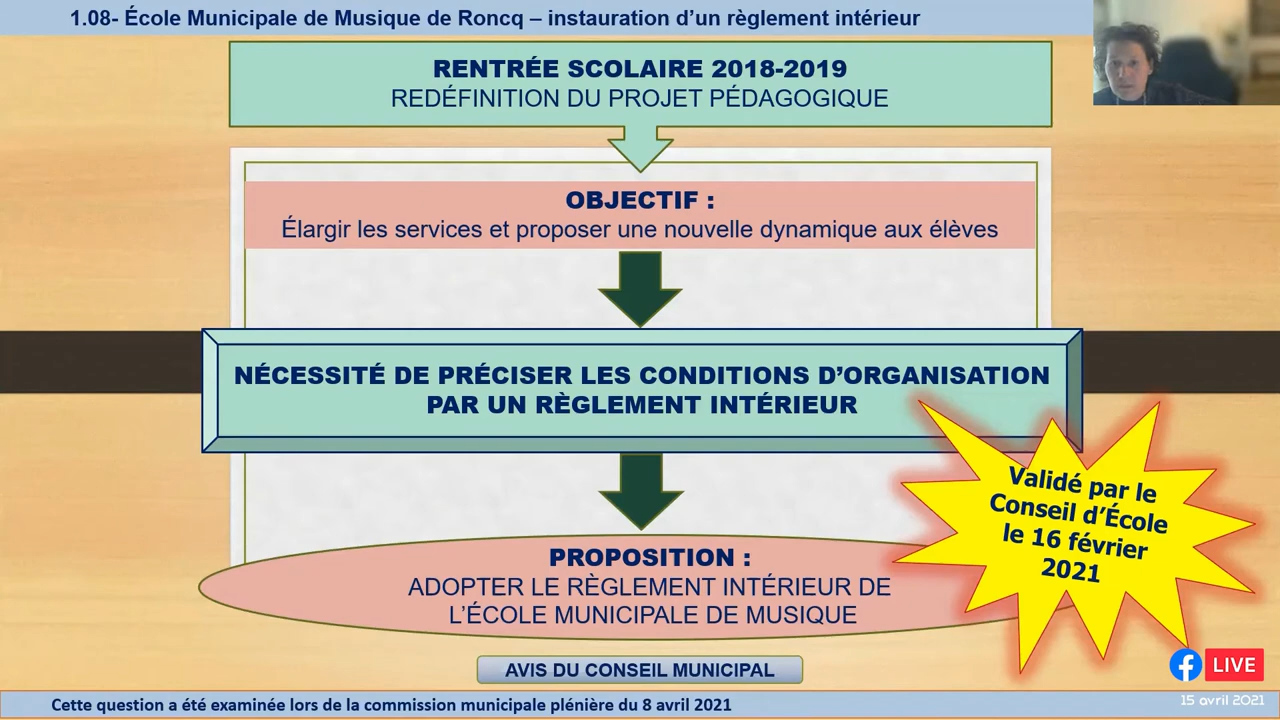 1.08- École Municipale de Musique de Roncq – instauration d’un règlement intérieur
RENTRÉE SCOLAIRE 2018-2019
REDÉFINITION DU PROJET PÉDAGOGIQUE
OBJECTIF :
Élargir les services et proposer une nouvelle dynamique aux élèves
NÉCESSITÉ DE PRÉCISER LES CONDITIONS D’ORGANISATION
PAR UN RÈGLEMENT INTÉRIEUR
Validé par le
Conseil d’École
le 16 février
2021
PROPOSITION :
ADOPTER LE RÈGLEMENT INTÉRIEUR DE
L’ÉCOLE MUNICIPALE DE MUSIQUE
AVIS DU CONSEIL MUNICIPAL
LIVE
Cette question a été examinée lors de la commission municipale plénière du 8 avril 2021
15 avril 2021